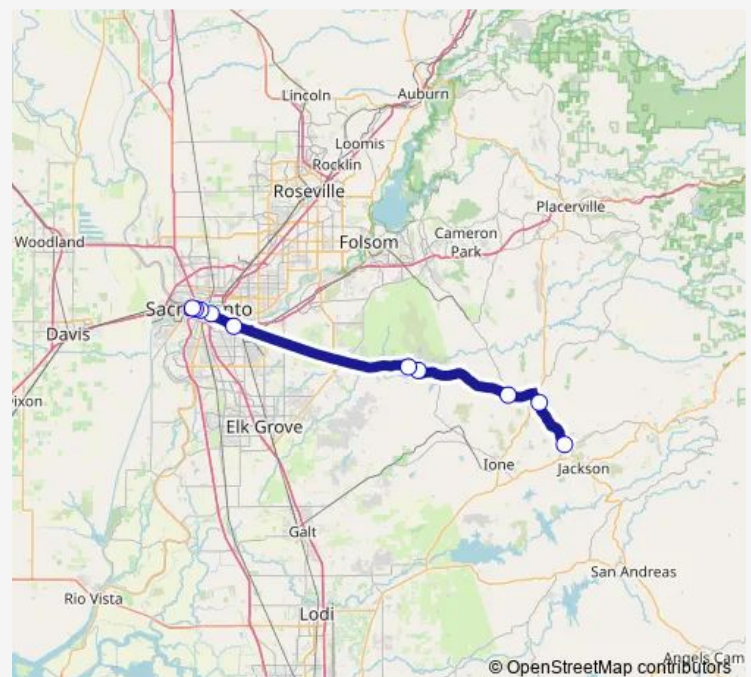 Lincoln
Auburn
Loomis
Rocklin
Roseville
Placerville
Woodland
Folsom
Cameron
Park
Davis
Elk Grove
Ione
Jackson
Galt
San Andreas
Rio Vista
Lodi
© OpenStreetMap contributors